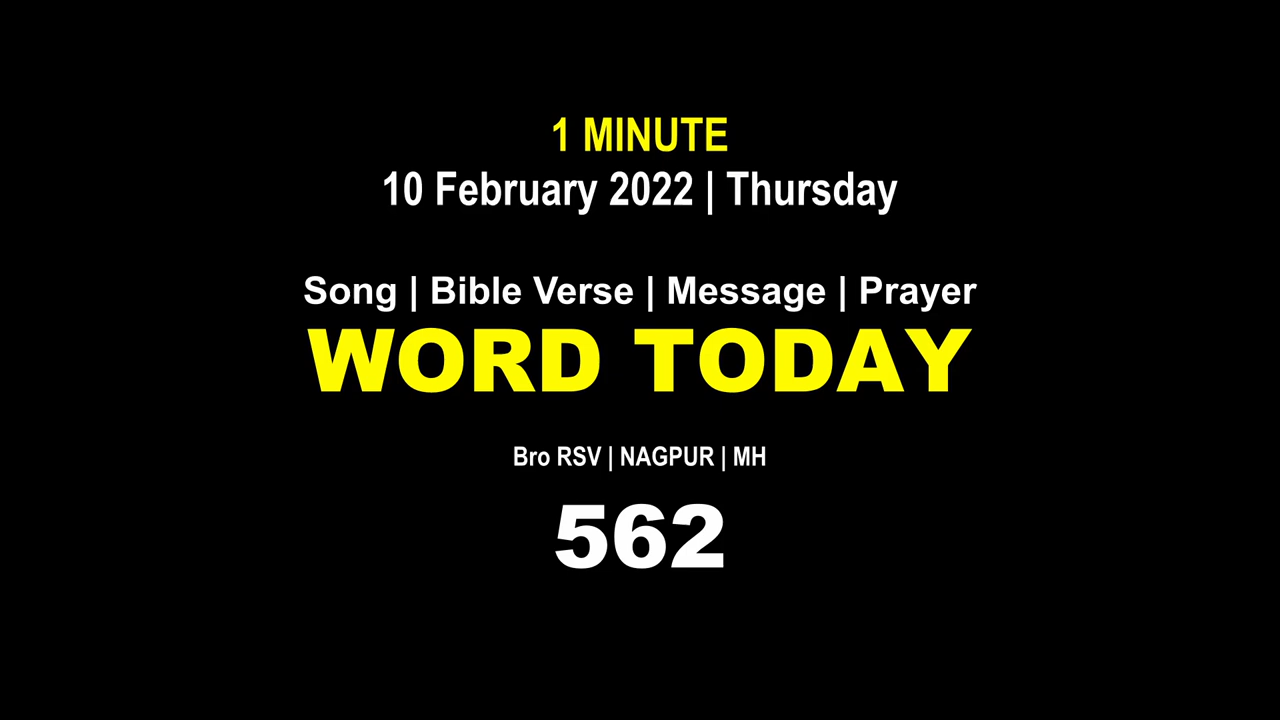 1 MINUTE
10 February 2022 | Thursday
Song | Bible Verse | Message | Prayer
WORD TODAY
Bro RSV | NAGPUR | MH
562